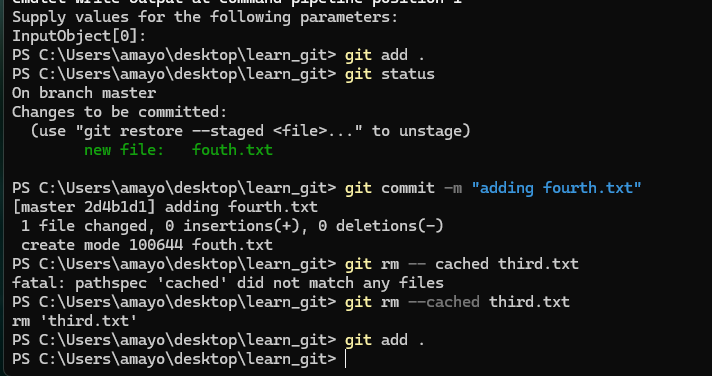 Cmdlet Write-Output at command pipeline position 1
Supply values for the following parameters:
InputObject[0]:
PS C:\Users\amayo\desktop\learn_git> git add .
PS C:\Users\amayo\desktop\learn_git> git status
On branch master
Changes to be committed:
  (use "git restore --staged <file>..." to unstage)
        new file:   fouth.txt

PS C:\Users\amayo\desktop\learn_git> git commit -m "adding fourth.txt"
[master 2d4b1d1] adding fourth.txt
 1 file changed, 0 insertions(+), 0 deletions(-)
 create mode 100644 fouth.txt
PS C:\Users\amayo\desktop\learn_git> git rm -- cached third.txt
fatal: pathspec 'cached' did not match any files
PS C:\Users\amayo\desktop\learn_git> git rm --cached third.txt
rm 'third.txt'
PS C:\Users\amayo\desktop\learn_git> git add .
PS C:\Users\amayo\desktop\learn_git>